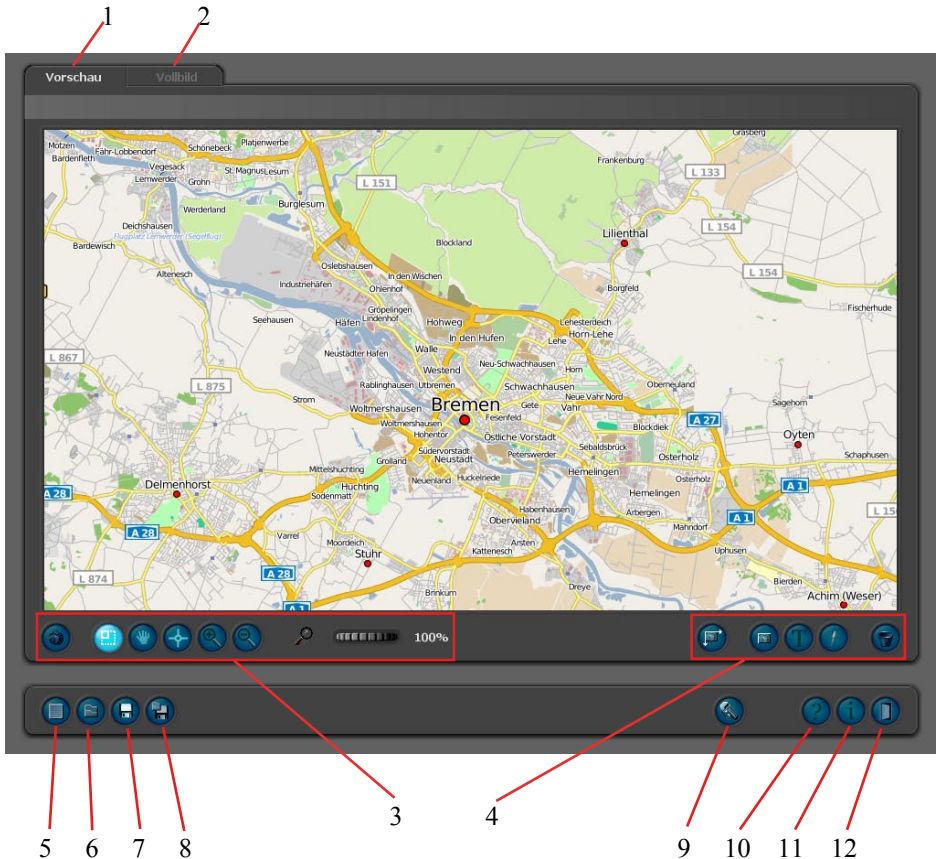 1 2
Vorschau Vollbild
Grasberg
Platjenwerbe
Motzen Fähr-Lobbendorf Schönebeck
Bardenfleth
Vegesack St. Magnus Lesum
Frankenburg
Lemwerder Grohn
L 133
L 151
Burglesum
Werderland
Deichshausen
L 154
Flugplatz Lemwerder (Segelflug)
Lilienthal
Bardewisch
Blockland
Oslebshausen
Altenesch
In den Wischen
L 154
Industriehäfen
Ohlenhof
Borgfeld
Gröpelingen
Lindenhof
Fischerhude
Seehausen
Häfen Hohweg
Lehesterdeich
Horn-Lehe
In den Hufen
Lehe
Walle
Neustädter Hafen
L 867
Neu-Schwachhausen
Westend
Horn
L 875
Rablinghausen Utbremen
Schwachhausen
Oberneuland
Neue Vahr Nord
Strom
Bremen
Sagehorn
Woltmershausen
Gete Vahr
Fesenfeld
Woltmershausen
A 27
Blockdiek
Hohentor
Östliche Vorstadt
Oyten
Südervorstadt
Sebaldsbrück
Neustadt
Peterswerder
Osterholz
Schaphusen
Grolland
Mittelshuchting
Huckelriede
Hemelingen
Neuenland
Osterholz
Delmenhorst
Huchting
A 1
Sodenmatt
Hemelingen
A 28
Habenhausen
Arbergen
A 1
L 15
Obervieland
Mahndorf
A 28
Varrel
Arsten
Moordeich
Kattenesch
Uphusen
Stuhr
A 28
Dreye
Bierden
L 874
Brinkum
Achim (Weser)
A 1
100%
T
? i
3 4
5 6 7 8 9 10 11 12